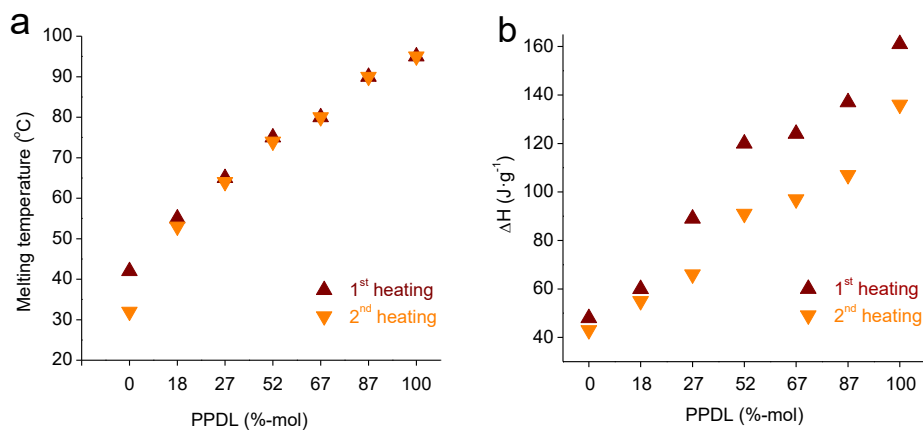 a
Melting temperature (°C)
100
90
80
70
60
50
40
30
20
1st heating
2nd heating
0 18 27 52 67 87 100
PPDL (%-mol)
b
ΔH (J·g-1)
160
140
120
100
80
60
40
1st heating
2nd heating
0 18 27 52 67 87 100
PPDL (%-mol)